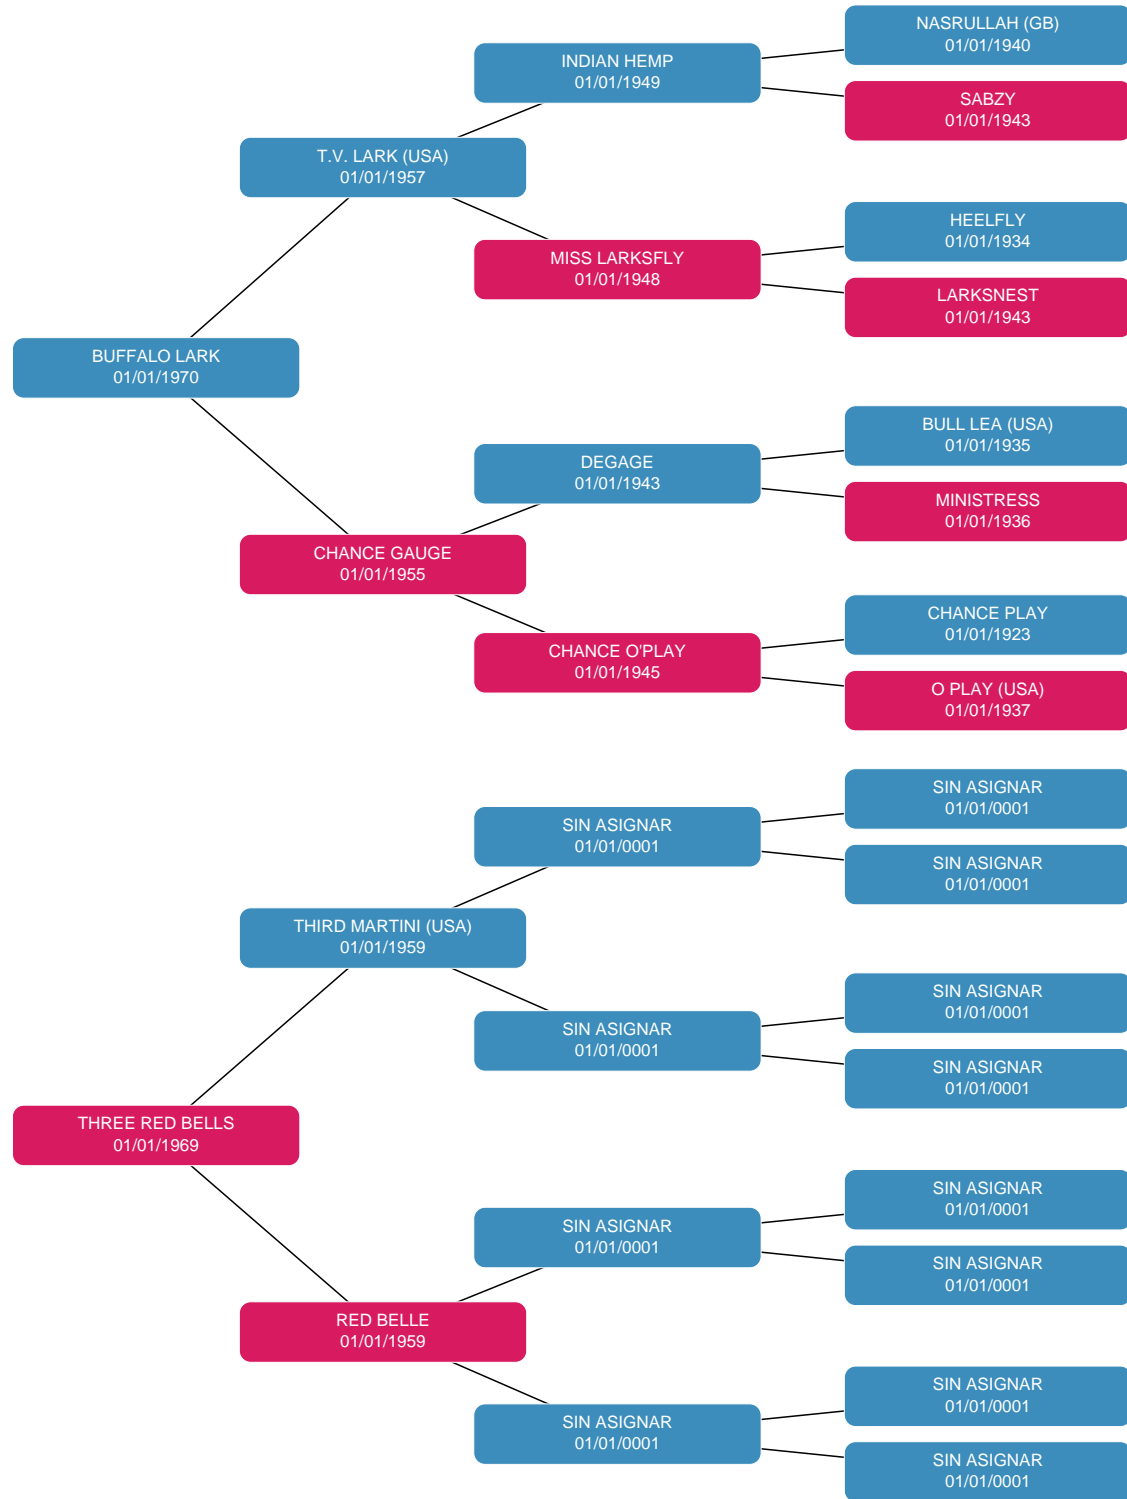 NASRULLAH (GB)
01/01/1940
INDIAN HEMP
01/01/1949
SABZY
01/01/1943
T.V. LARK (USA)
01/01/1957
HEELFLY
01/01/1934
MISS LARKSFLY
01/01/1948
LARKSNEST
01/01/1943
BUFFALO LARK
01/01/1970
BULL LEA (USA)
01/01/1935
DEGAGE
01/01/1943
MINISTRESS
01/01/1936
CHANCE GAUGE
01/01/1955
CHANCE PLAY
01/01/1923
CHANCE O'PLAY
01/01/1945
O PLAY (USA)
01/01/1937
SIN ASIGNAR
01/01/0001
SIN ASIGNAR
01/01/0001
SIN ASIGNAR
01/01/0001
THIRD MARTINI (USA)
01/01/1959
SIN ASIGNAR
01/01/0001
SIN ASIGNAR
01/01/0001
SIN ASIGNAR
01/01/0001
THREE RED BELLS
01/01/1969
SIN ASIGNAR
01/01/0001
SIN ASIGNAR
01/01/0001
SIN ASIGNAR
01/01/0001
RED BELLE
01/01/1959
SIN ASIGNAR
01/01/0001
SIN ASIGNAR
01/01/0001
SIN ASIGNAR
01/01/0001